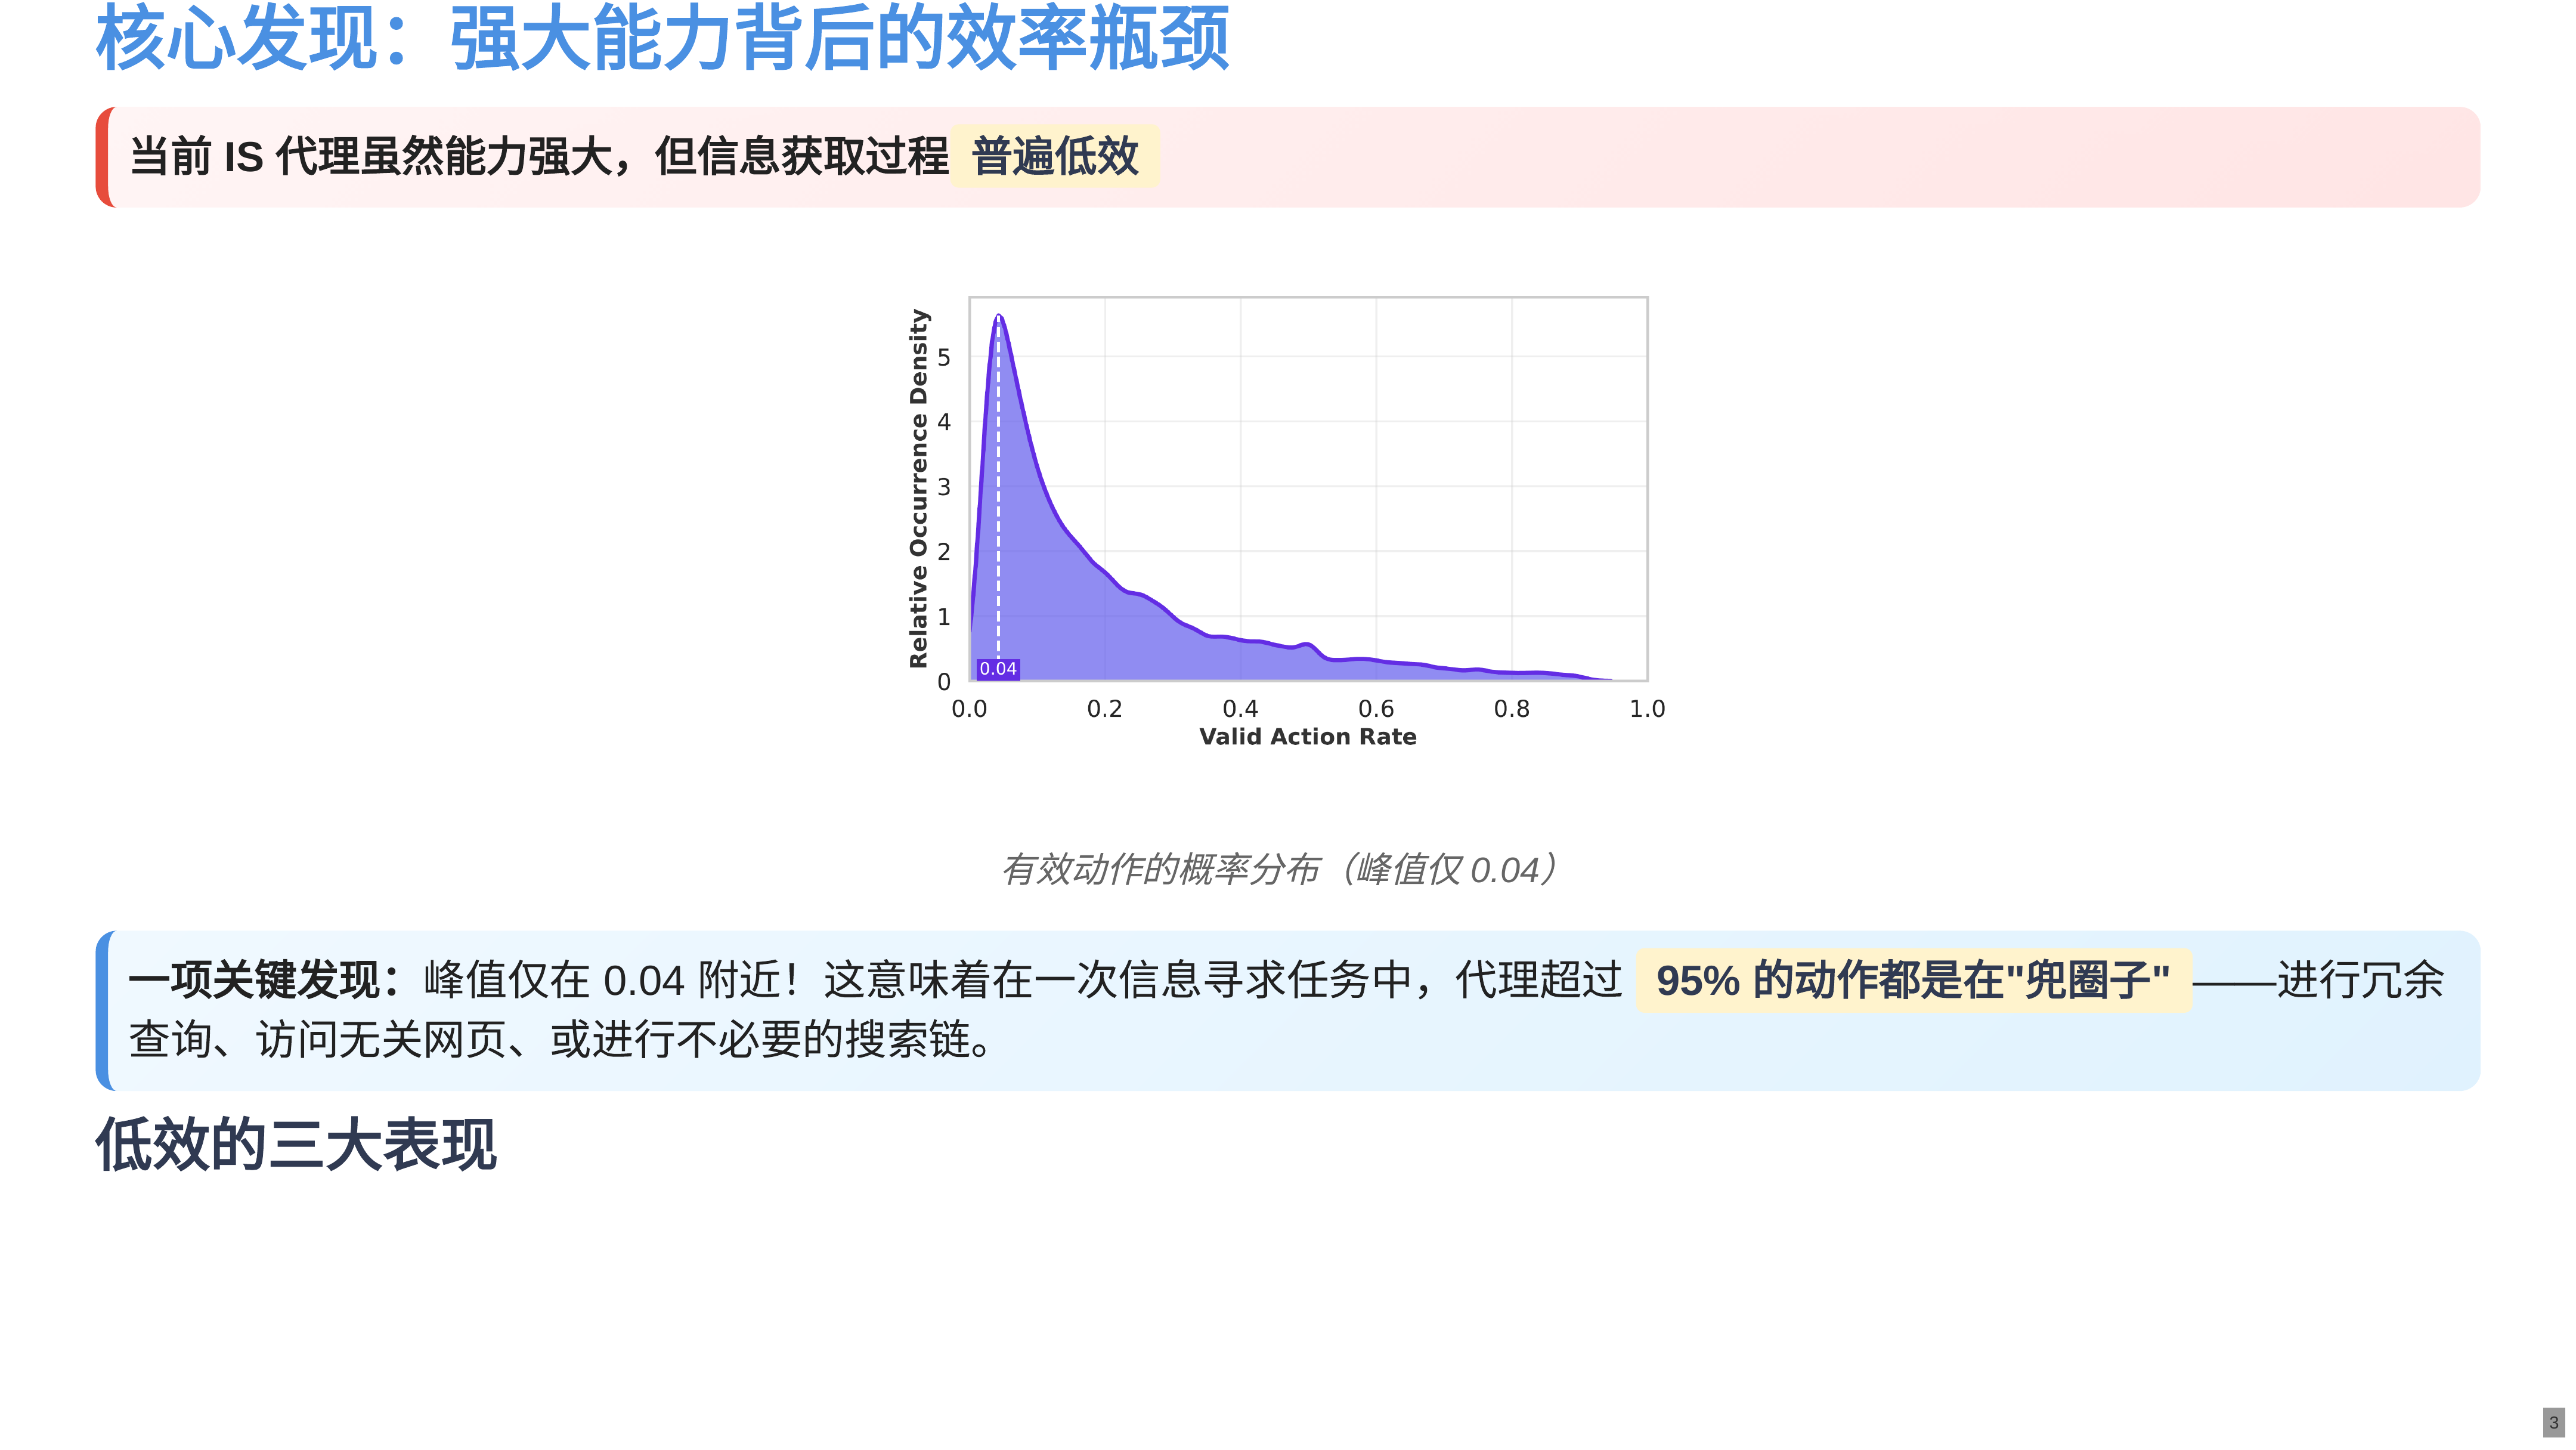 核心发现：强大能力背后的效率瓶颈
当前 IS 代理虽然能力强大，但信息获取过程 普遍低效
Relative Occurrence Density
5
4
3
2
1
0
0.04
0.0 0.2 0.4 0.6 0.8 1.0
Valid Action Rate
有效动作的概率分布（峰值仅 0.04）
一项关键发现：峰值仅在 0.04 附近！这意味着在一次信息寻求任务中，代理超过 95% 的动作都是在"兜圈子" ——进行冗余
查询、访问无关网页、或进行不必要的搜索链。
低效的三大表现
3